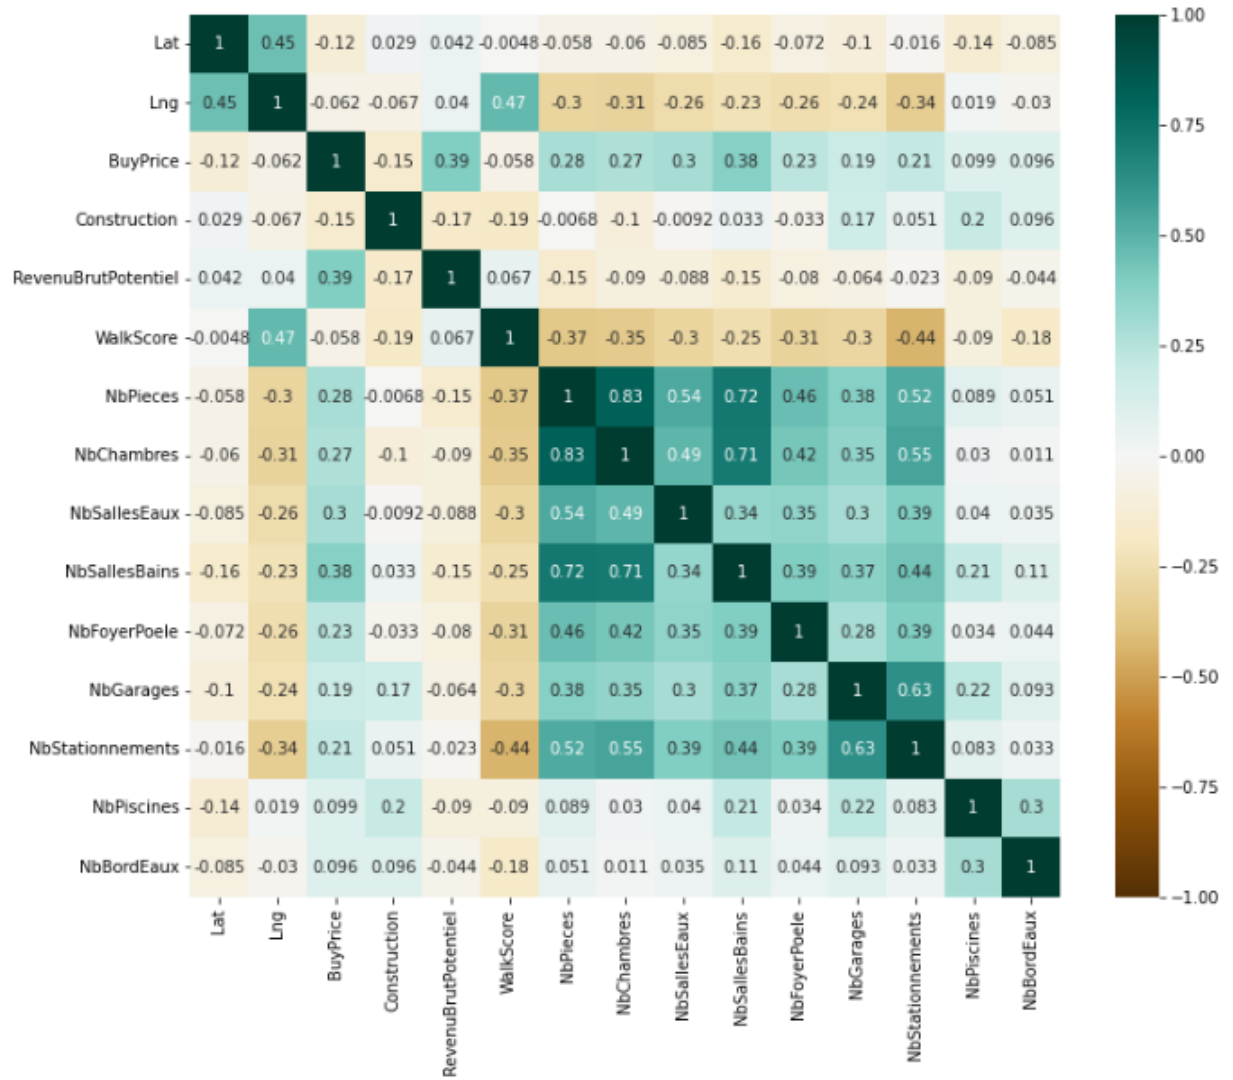 Lat 1 0.45 -0.12 0.029 0.042 -0.0048 -0.058 -0.06 -0.085 -0.16 -0.072 -0.1 -0.016 -0.14 -0.085
Lng 0.45 1 -0.062 -0.067 0.04 0.47 -0.3 -0.31 -0.26 -0.23 -0.26 -0.24 -0.34 0.019 -0.03
BuyPrice -0.12 -0.062 1 -0.15 0.39 -0.058 0.28 0.27 0.3 0.38 0.23 0.19 0.21 0.099 0.096
Construction 0.029 -0.067 -0.15 1 -0.17 -0.19 -0.0068 -0.1 -0.0092 0.033 -0.033 0.17 0.051 0.2 0.096
RevenuBrutPotentiel 0.042 0.04 0.39 -0.17 1 0.067 -0.15 -0.09 -0.088 -0.15 -0.08 -0.064 -0.023 -0.09 -0.044
WalkScore -0.0048 0.47 -0.058 -0.19 0.067 1 -0.37 -0.35 -0.3 -0.25 -0.31 -0.3 -0.44 -0.09 -0.18
NbPieces -0.058 -0.3 0.28 -0.0068 -0.15 -0.37 1 0.83 0.54 0.72 0.46 0.38 0.52 0.089 0.051
NbChambres -0.06 -0.31 0.27 -0.1 -0.09 -0.35 0.83 1 0.49 0.71 0.42 0.35 0.55 0.03 0.011
NbSallesEaux -0.085 -0.26 0.3 -0.0092 -0.088 -0.3 0.54 0.49 1 0.34 0.35 0.3 0.39 0.04 0.035
NbSallesBains -0.16 -0.23 0.38 0.033 -0.15 -0.25 0.72 0.71 0.34 1 0.39 0.37 0.44 0.21 0.11
NbFoyerPoele -0.072 -0.26 0.23 -0.033 -0.08 -0.31 0.46 0.42 0.35 0.39 1 0.28 0.39 0.034 0.044
NbGarages -0.1 -0.24 0.19 0.17 -0.064 -0.3 0.38 0.35 0.3 0.37 0.28 1 0.63 0.22 0.093
NbStationnements -0.016 -0.34 0.21 0.051 -0.023 -0.44 0.52 0.55 0.39 0.44 0.39 0.63 1 0.083 0.033
NbPiscines -0.14 0.019 0.099 0.2 -0.09 -0.09 0.089 0.03 0.04 0.21 0.034 0.22 0.083 1 0.3
NbBordEaux -0.085 -0.03 0.096 0.096 -0.044 -0.18 0.051 0.011 0.035 0.11 0.044 0.093 0.033 0.3 1
Lat
Lng
BuyPrice
Construction
RevenuBrutPotentiel
WalkScore
NbPieces
NbChambres
NbSallesEaux
NbSallesBains
NbFoyerPoele
NbGarages
NbStationnements
NbPiscines
NbBordEaux
1.00
0.75
0.50
0.25
0.00
−0.25
−0.50
−0.75
−1.00